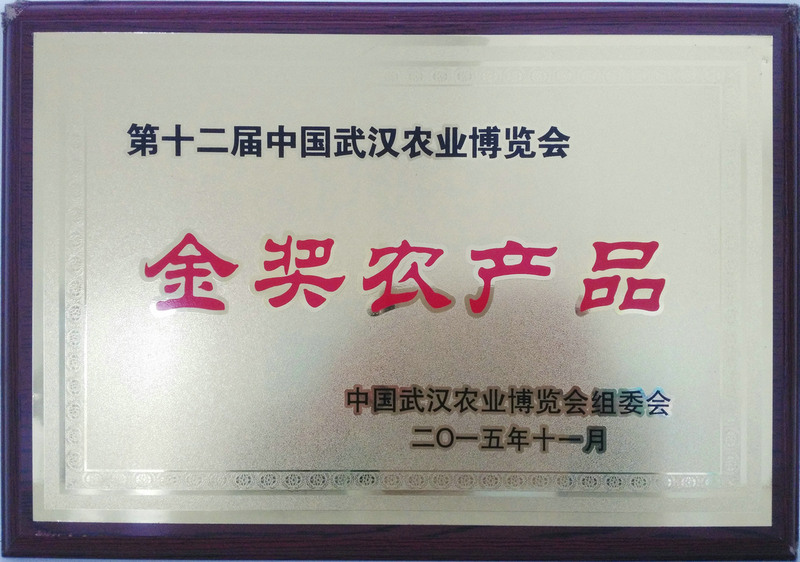 第十二届中国武汉农业博览会
金奖农产品
中国武汉农业博览会组委会
二〇一五年十一月